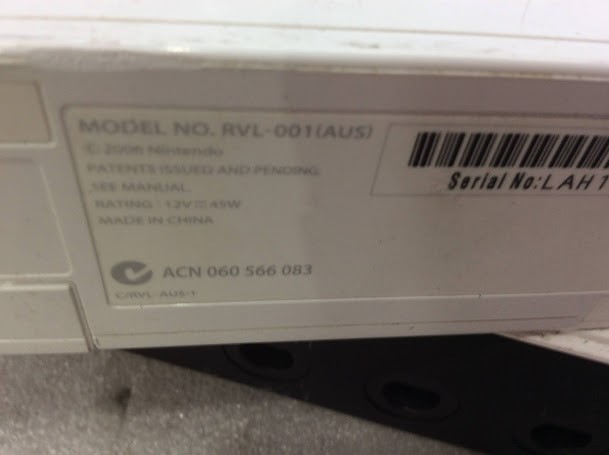 MODEL NO. RVL-001(AUS)
© 2006 Nintendo
PATENTS ISSUED AND PENDING
SEE MANUAL.
RATING : 12V⎓45W
MADE IN CHINA
ACN 060 566 083
C/RVL-AUS-1
Serial No:LAH1